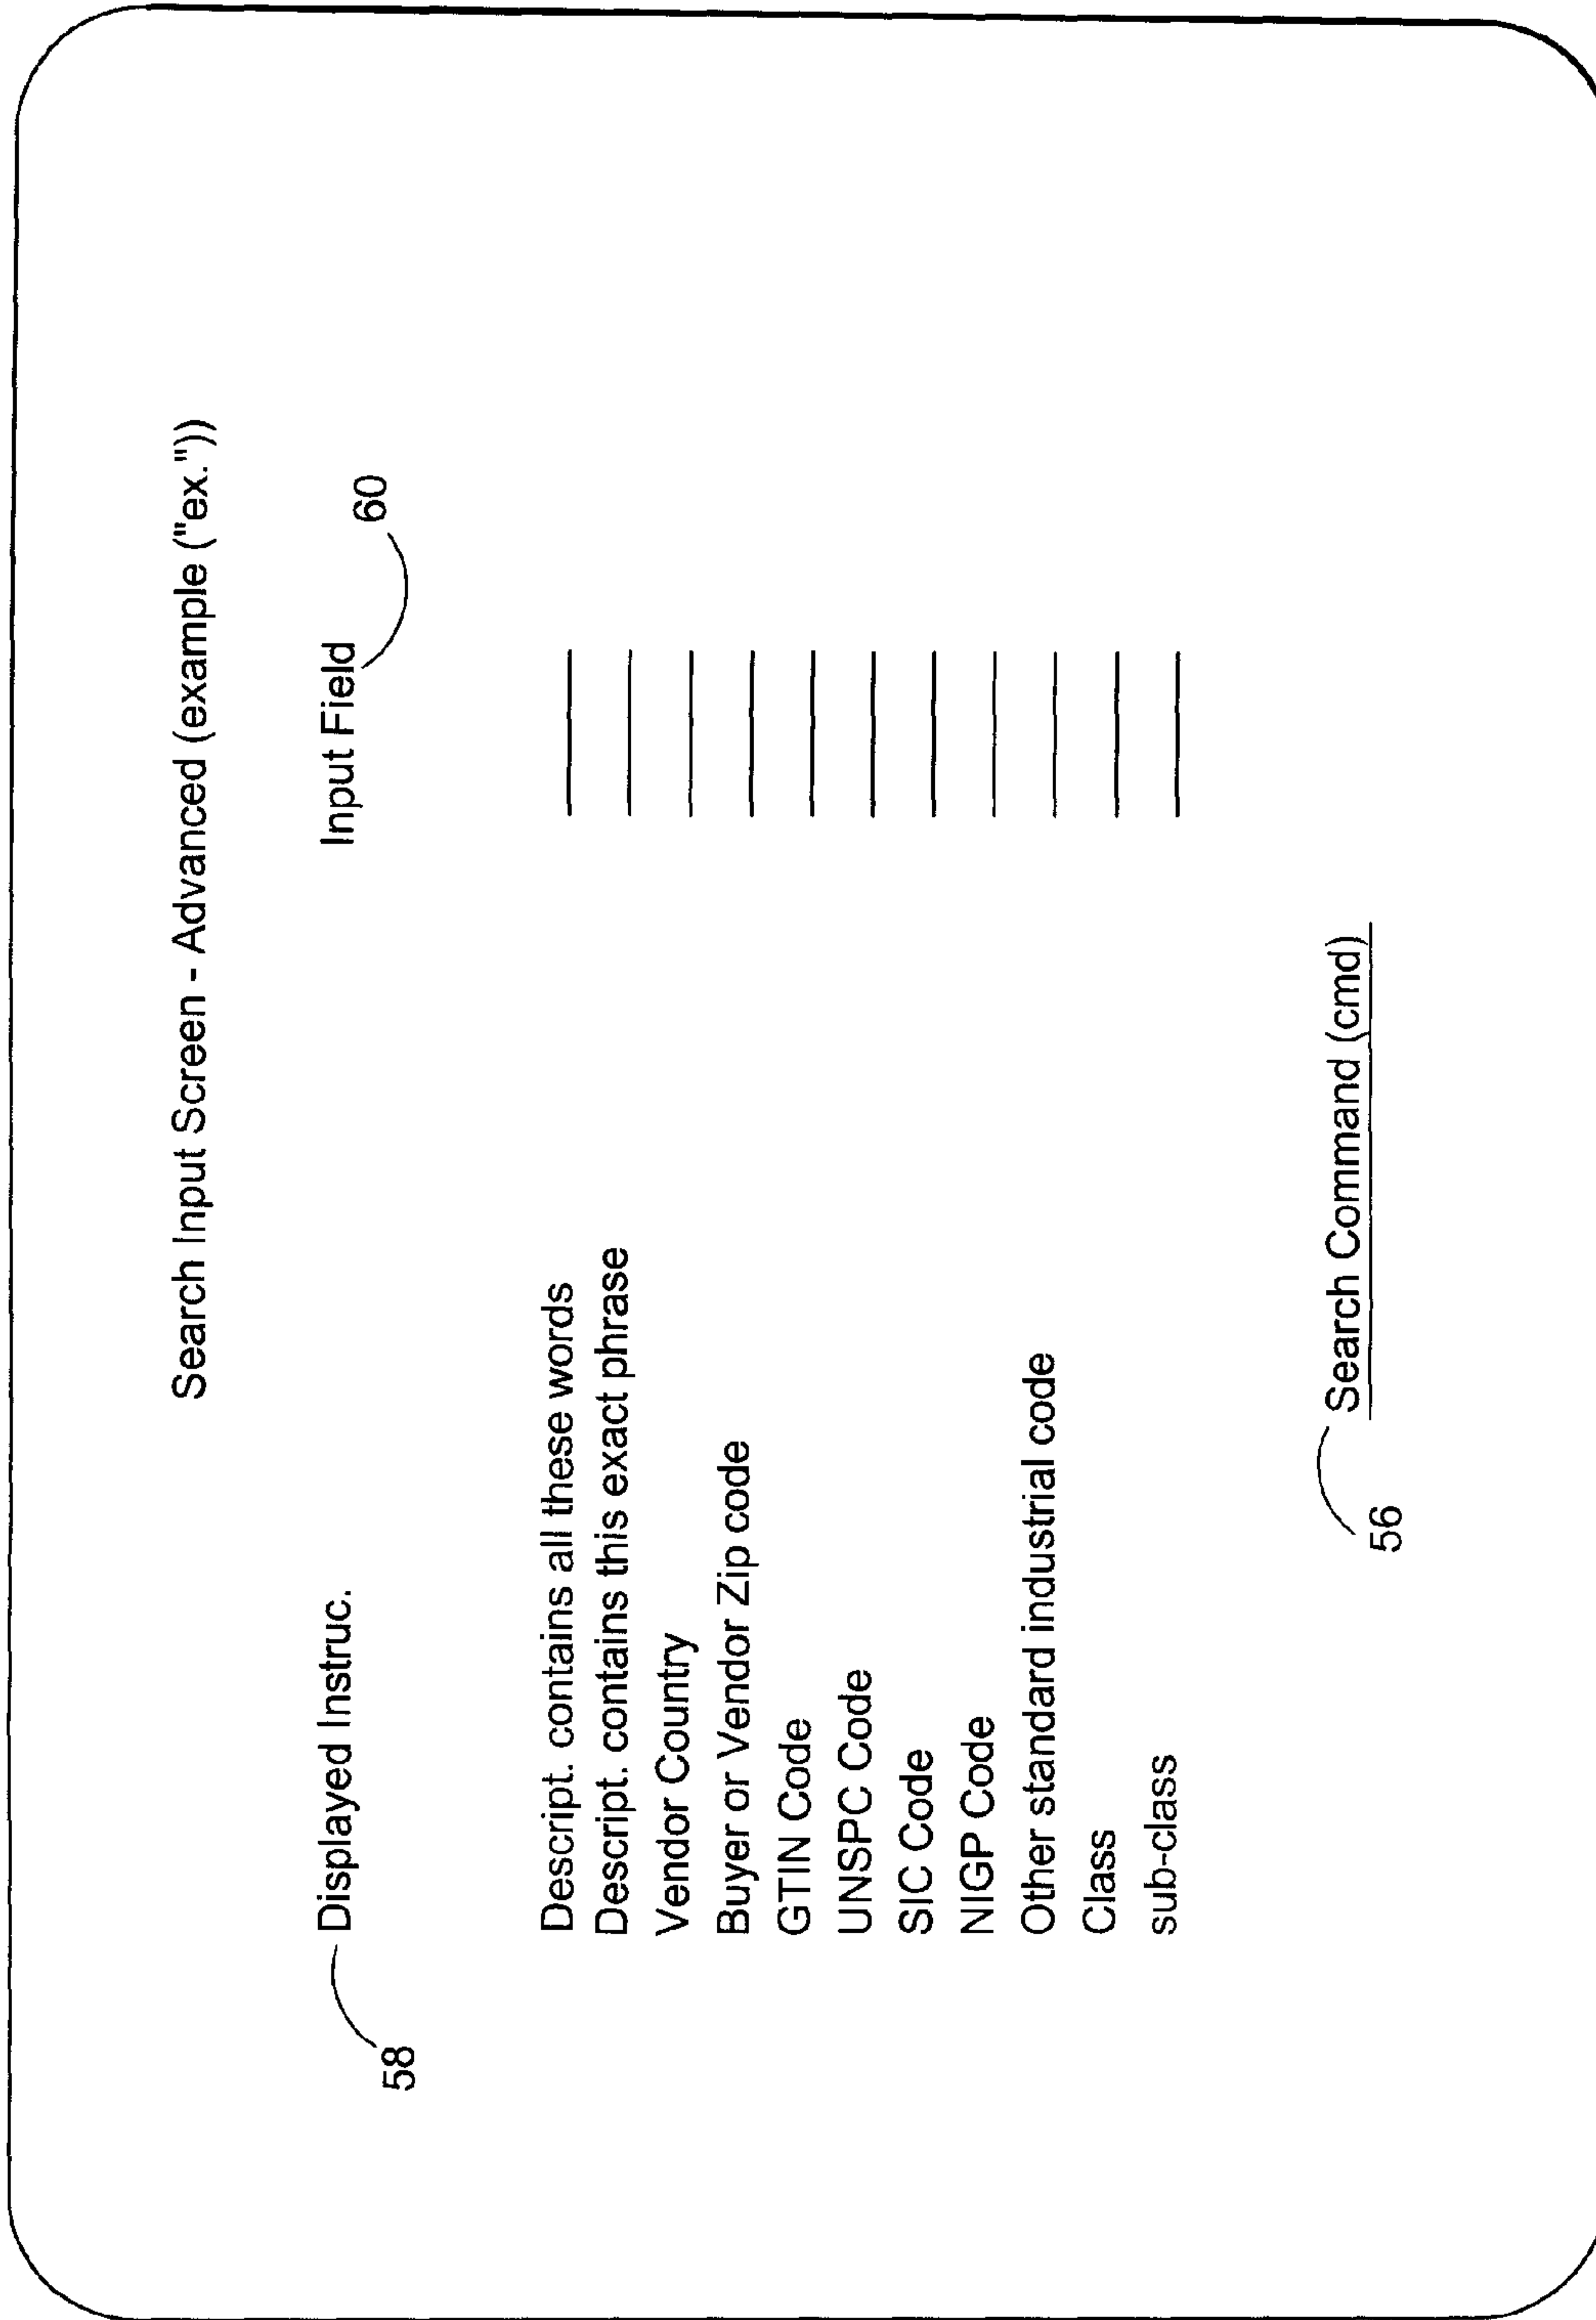 Search Input Screen - Advanced (example ("ex."))
58 Displayed Instruc. Input Field 60
Descript. contains all these words
Descript. contains this exact phrase
Vendor Country
Buyer or Vendor Zip code
GTIN Code
UNSPC Code
SIC Code
NIGP Code
Other standard industrial code
Class
sub-class
Search Command (cmd)
56